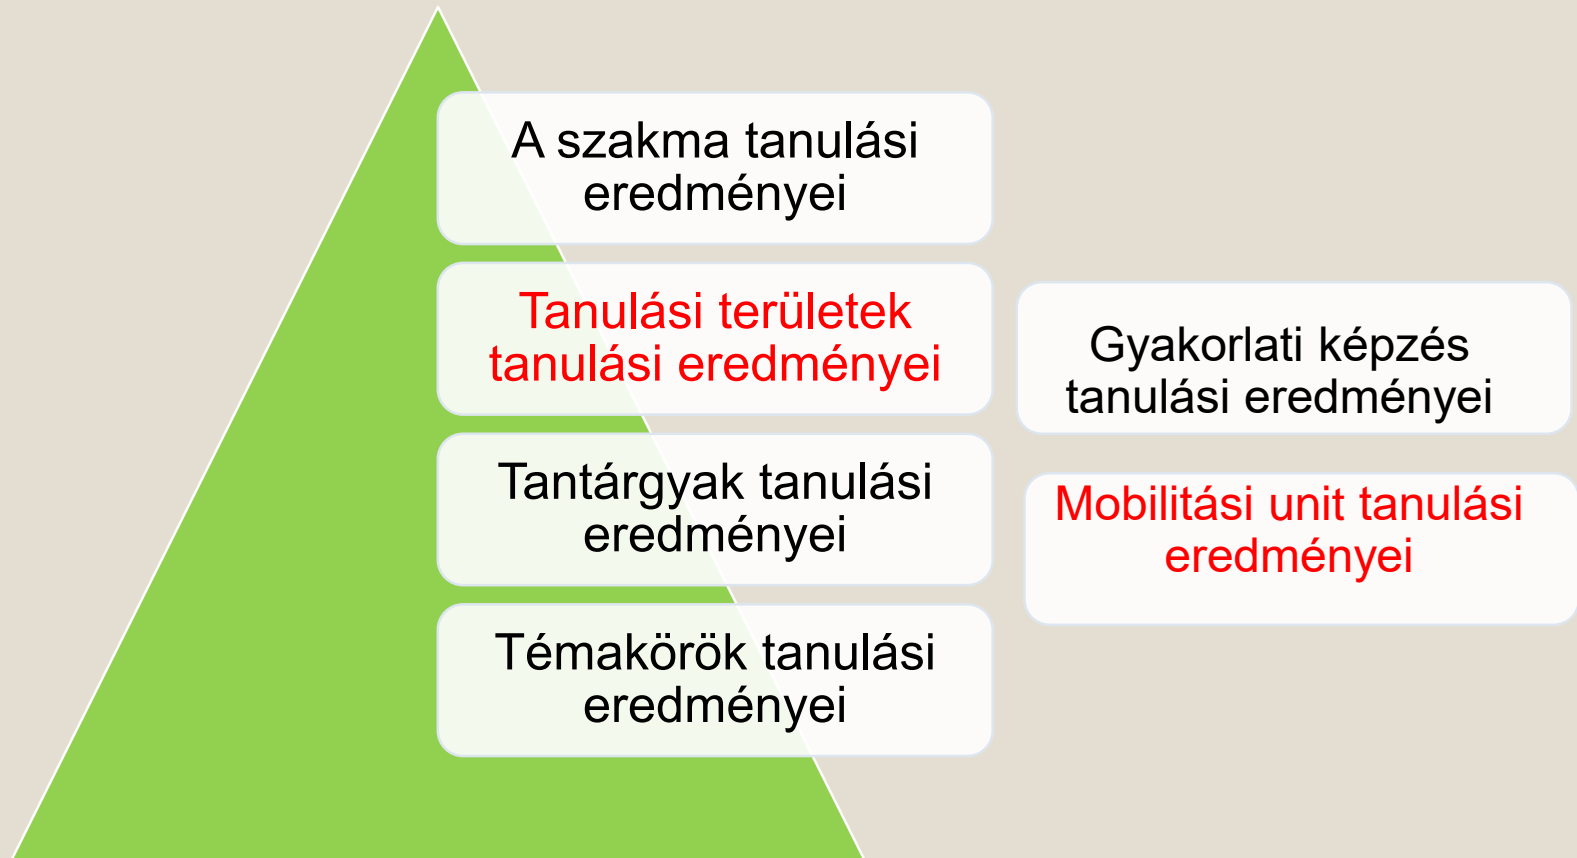 A szakma tanulási
eredményei
Tanulási területek
tanulási eredményei
Tantárgyak tanulási
eredményei
Témakörök tanulási
eredményei
Gyakorlati képzés
tanulási eredményei
Mobilitási unit tanulási
eredményei